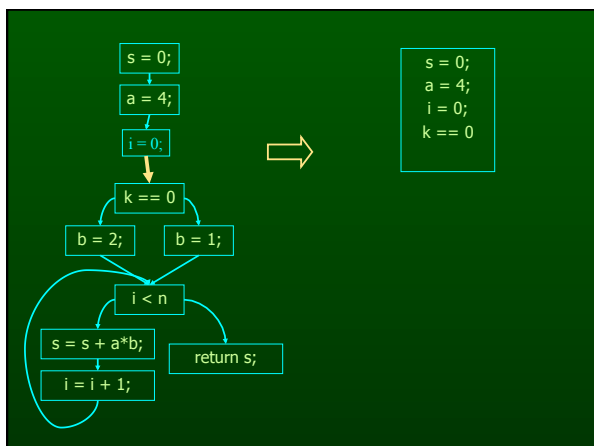 s = 0;
a = 4;
i = 0;
k == 0
b = 2;
b = 1;
i < n
s = s + a*b;
return s;
i = i + 1;
s = 0;
a = 4;
i = 0;
k == 0